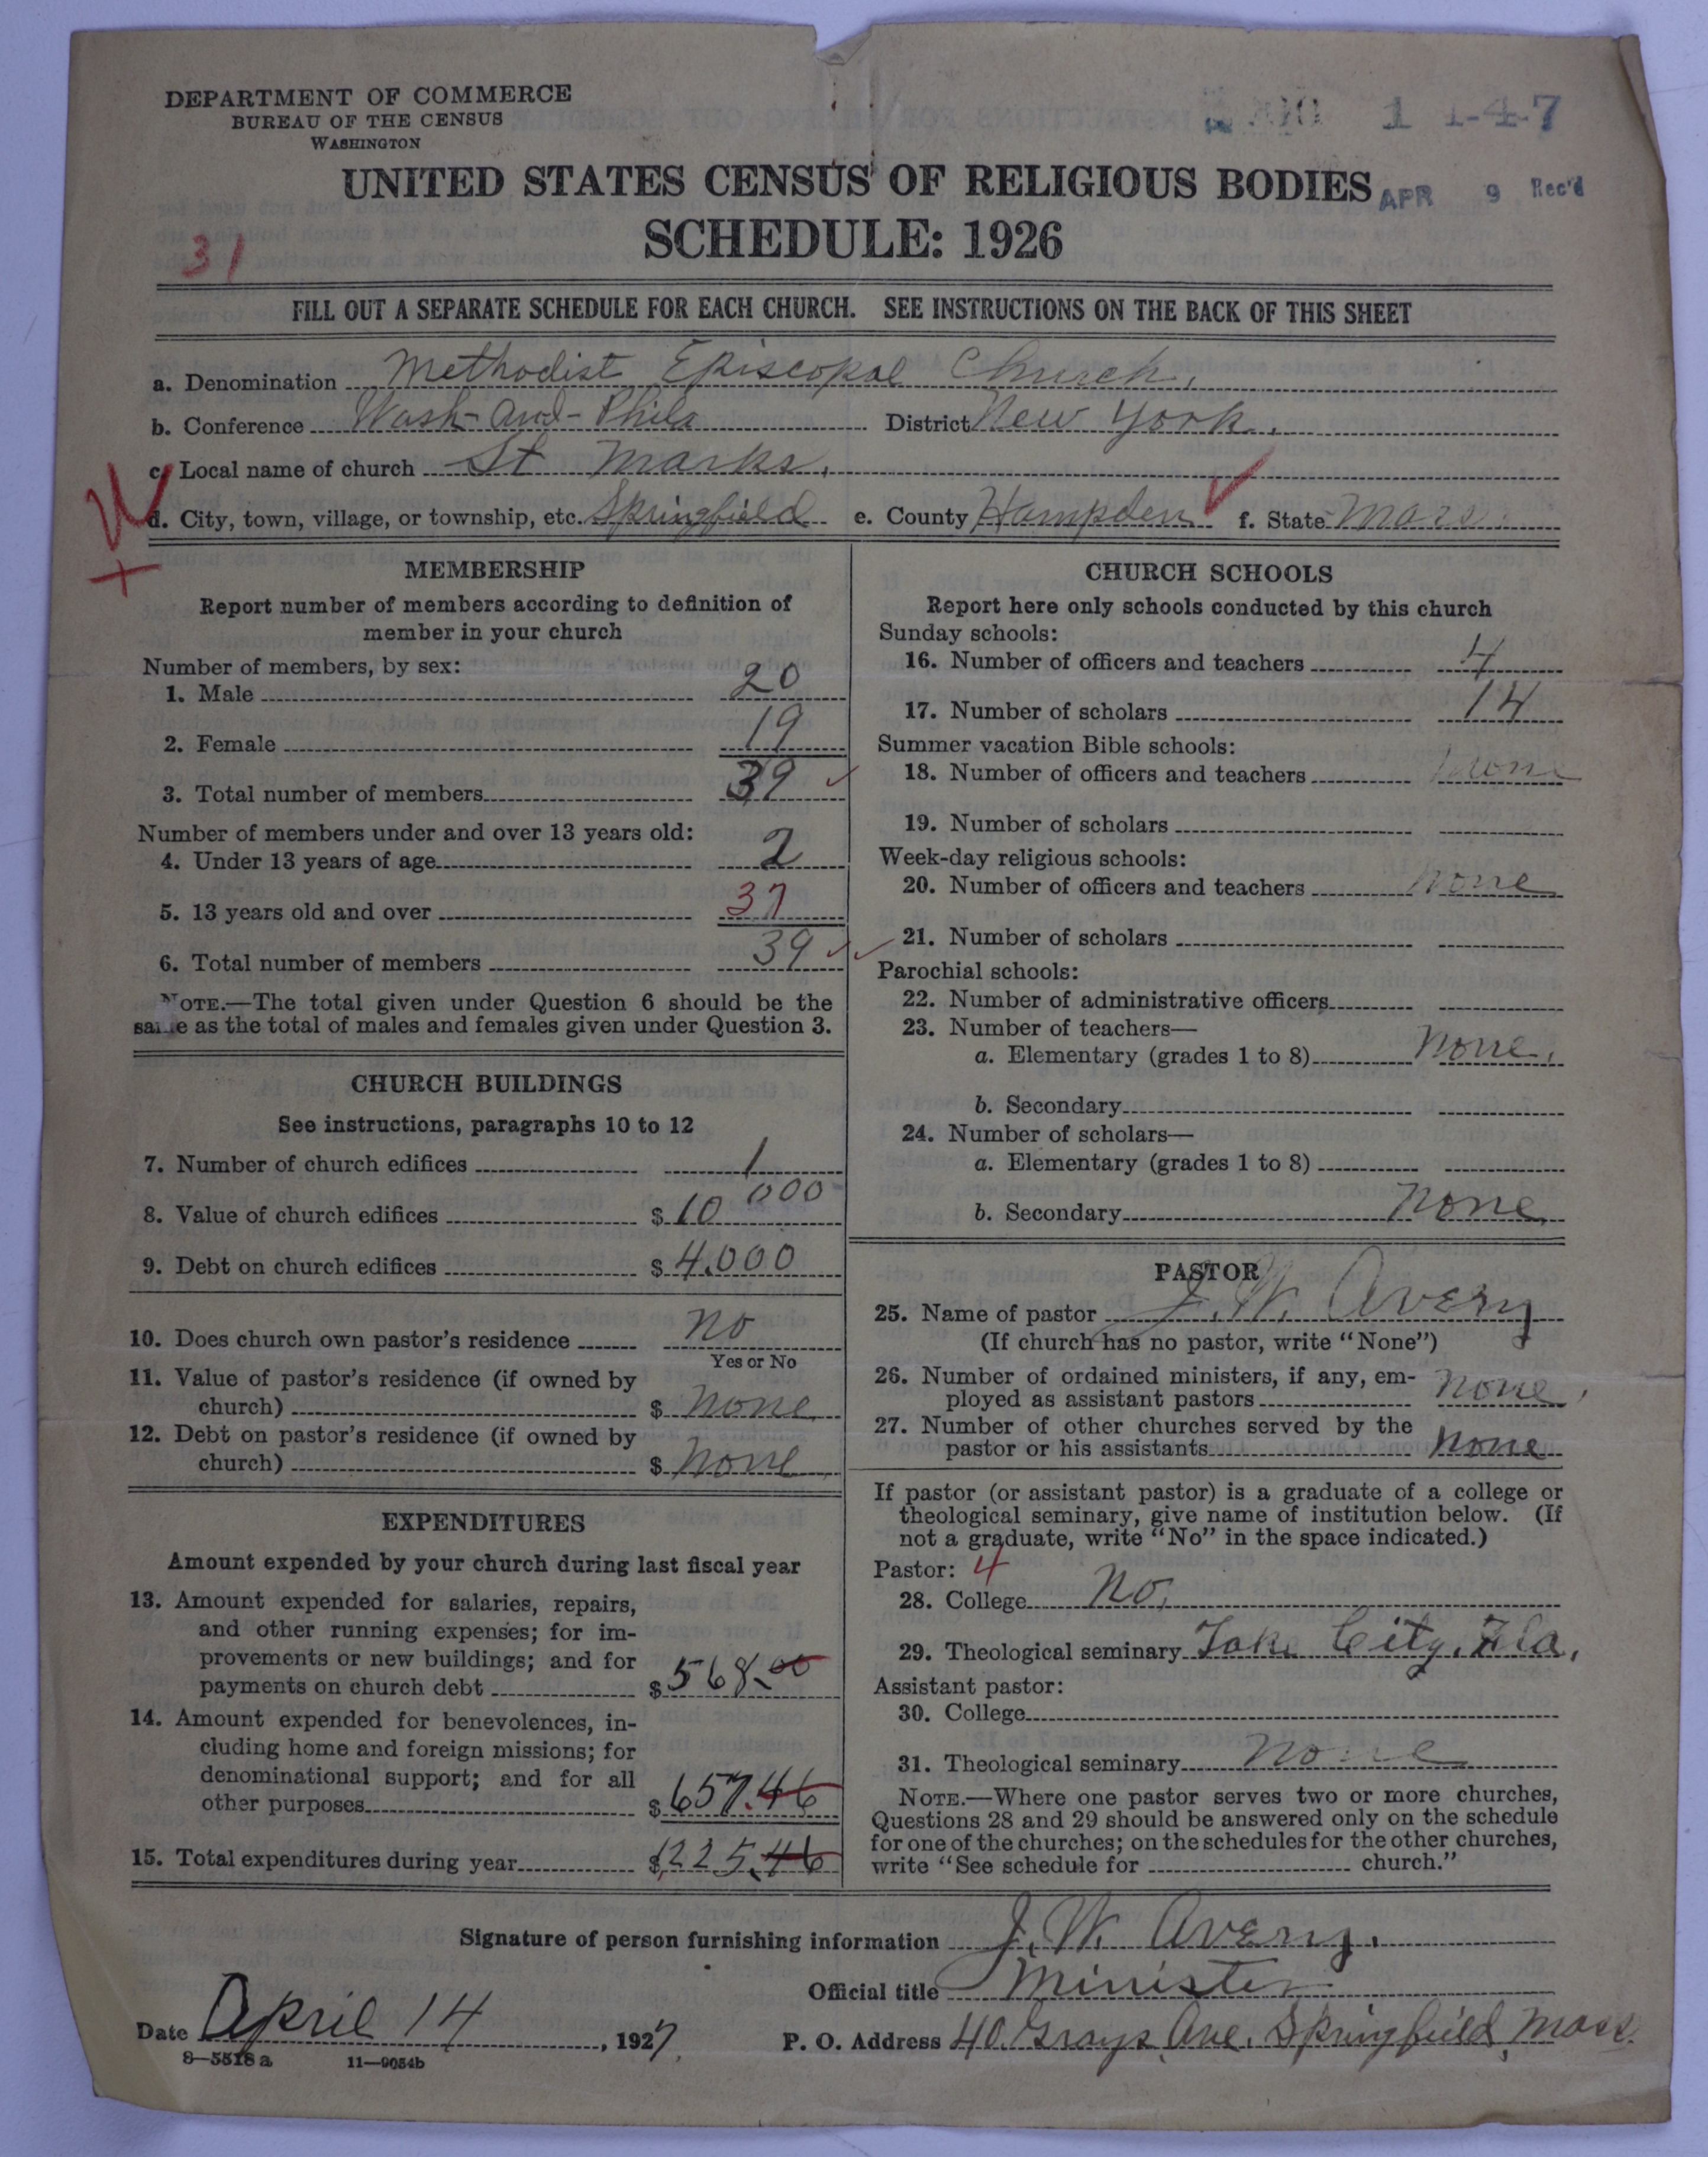 DEPARTMENT OF COMMERCE
BUREAU OF THE CENSUS
WASHINGTON
1 1-4-7
UNITED STATES CENSUS OF RELIGIOUS BODIES
APR 9 Rec'd
SCHEDULE: 1926
31
FILL OUT A SEPARATE SCHEDULE FOR EACH CHURCH. SEE INSTRUCTIONS ON THE BACK OF THIS SHEET
a. Denomination Methodist Episcopal Church.
b. Conference Wash-and-Phila District New York.
c. Local name of church St Marks.
d. City, town, village, or township, etc. Springfield e. County Hampden f. State Mass
MEMBERSHIP
Report number of members according to definition of
member in your church
Number of members, by sex:
1. Male 20
2. Female 19
3. Total number of members 39
Number of members under and over 13 years old:
4. Under 13 years of age 2
5. 13 years old and over 37
6. Total number of members 39
NOTE.—The total given under Question 6 should be the
same as the total of males and females given under Question 3.
CHURCH BUILDINGS
See instructions, paragraphs 10 to 12
7. Number of church edifices 1
8. Value of church edifices $ 10 000
9. Debt on church edifices $ 4.000
10. Does church own pastor's residence no
Yes or No
11. Value of pastor's residence (if owned by
church) $ none
12. Debt on pastor's residence (if owned by
church) $ none
EXPENDITURES
Amount expended by your church during last fiscal year
13. Amount expended for salaries, repairs,
and other running expenses; for im-
provements or new buildings; and for
payments on church debt $ 568.00
14. Amount expended for benevolences, in-
cluding home and foreign missions; for
denominational support; and for all
other purposes $ 657.46
15. Total expenditures during year $ 1225.46
CHURCH SCHOOLS
Report here only schools conducted by this church
Sunday schools:
16. Number of officers and teachers 4
17. Number of scholars 14
Summer vacation Bible schools:
18. Number of officers and teachers none
19. Number of scholars
Week-day religious schools:
20. Number of officers and teachers none
21. Number of scholars
Parochial schools:
22. Number of administrative officers
23. Number of teachers—
a. Elementary (grades 1 to 8) none.
b. Secondary
24. Number of scholars—
a. Elementary (grades 1 to 8)
b. Secondary none
PASTOR
25. Name of pastor J. W. Avery
(If church has no pastor, write "None")
26. Number of ordained ministers, if any, em-
ployed as assistant pastors none,
27. Number of other churches served by the
pastor or his assistants none
If pastor (or assistant pastor) is a graduate of a college or
theological seminary, give name of institution below. (If
not a graduate, write "No" in the space indicated.)
Pastor: 4
28. College No,
29. Theological seminary City, Fla,
Assistant pastor:
30. College
31. Theological seminary none
NOTE.—Where one pastor serves two or more churches,
Questions 28 and 29 should be answered only on the schedule
for one of the churches; on the schedules for the other churches,
write "See schedule for church."
Signature of person furnishing information J. W. Avery.
Official title Minister
Date April 14, 1927.
P. O. Address 40. Grays Ave. Springfield, Mass.
8—5518 a 11—9054b